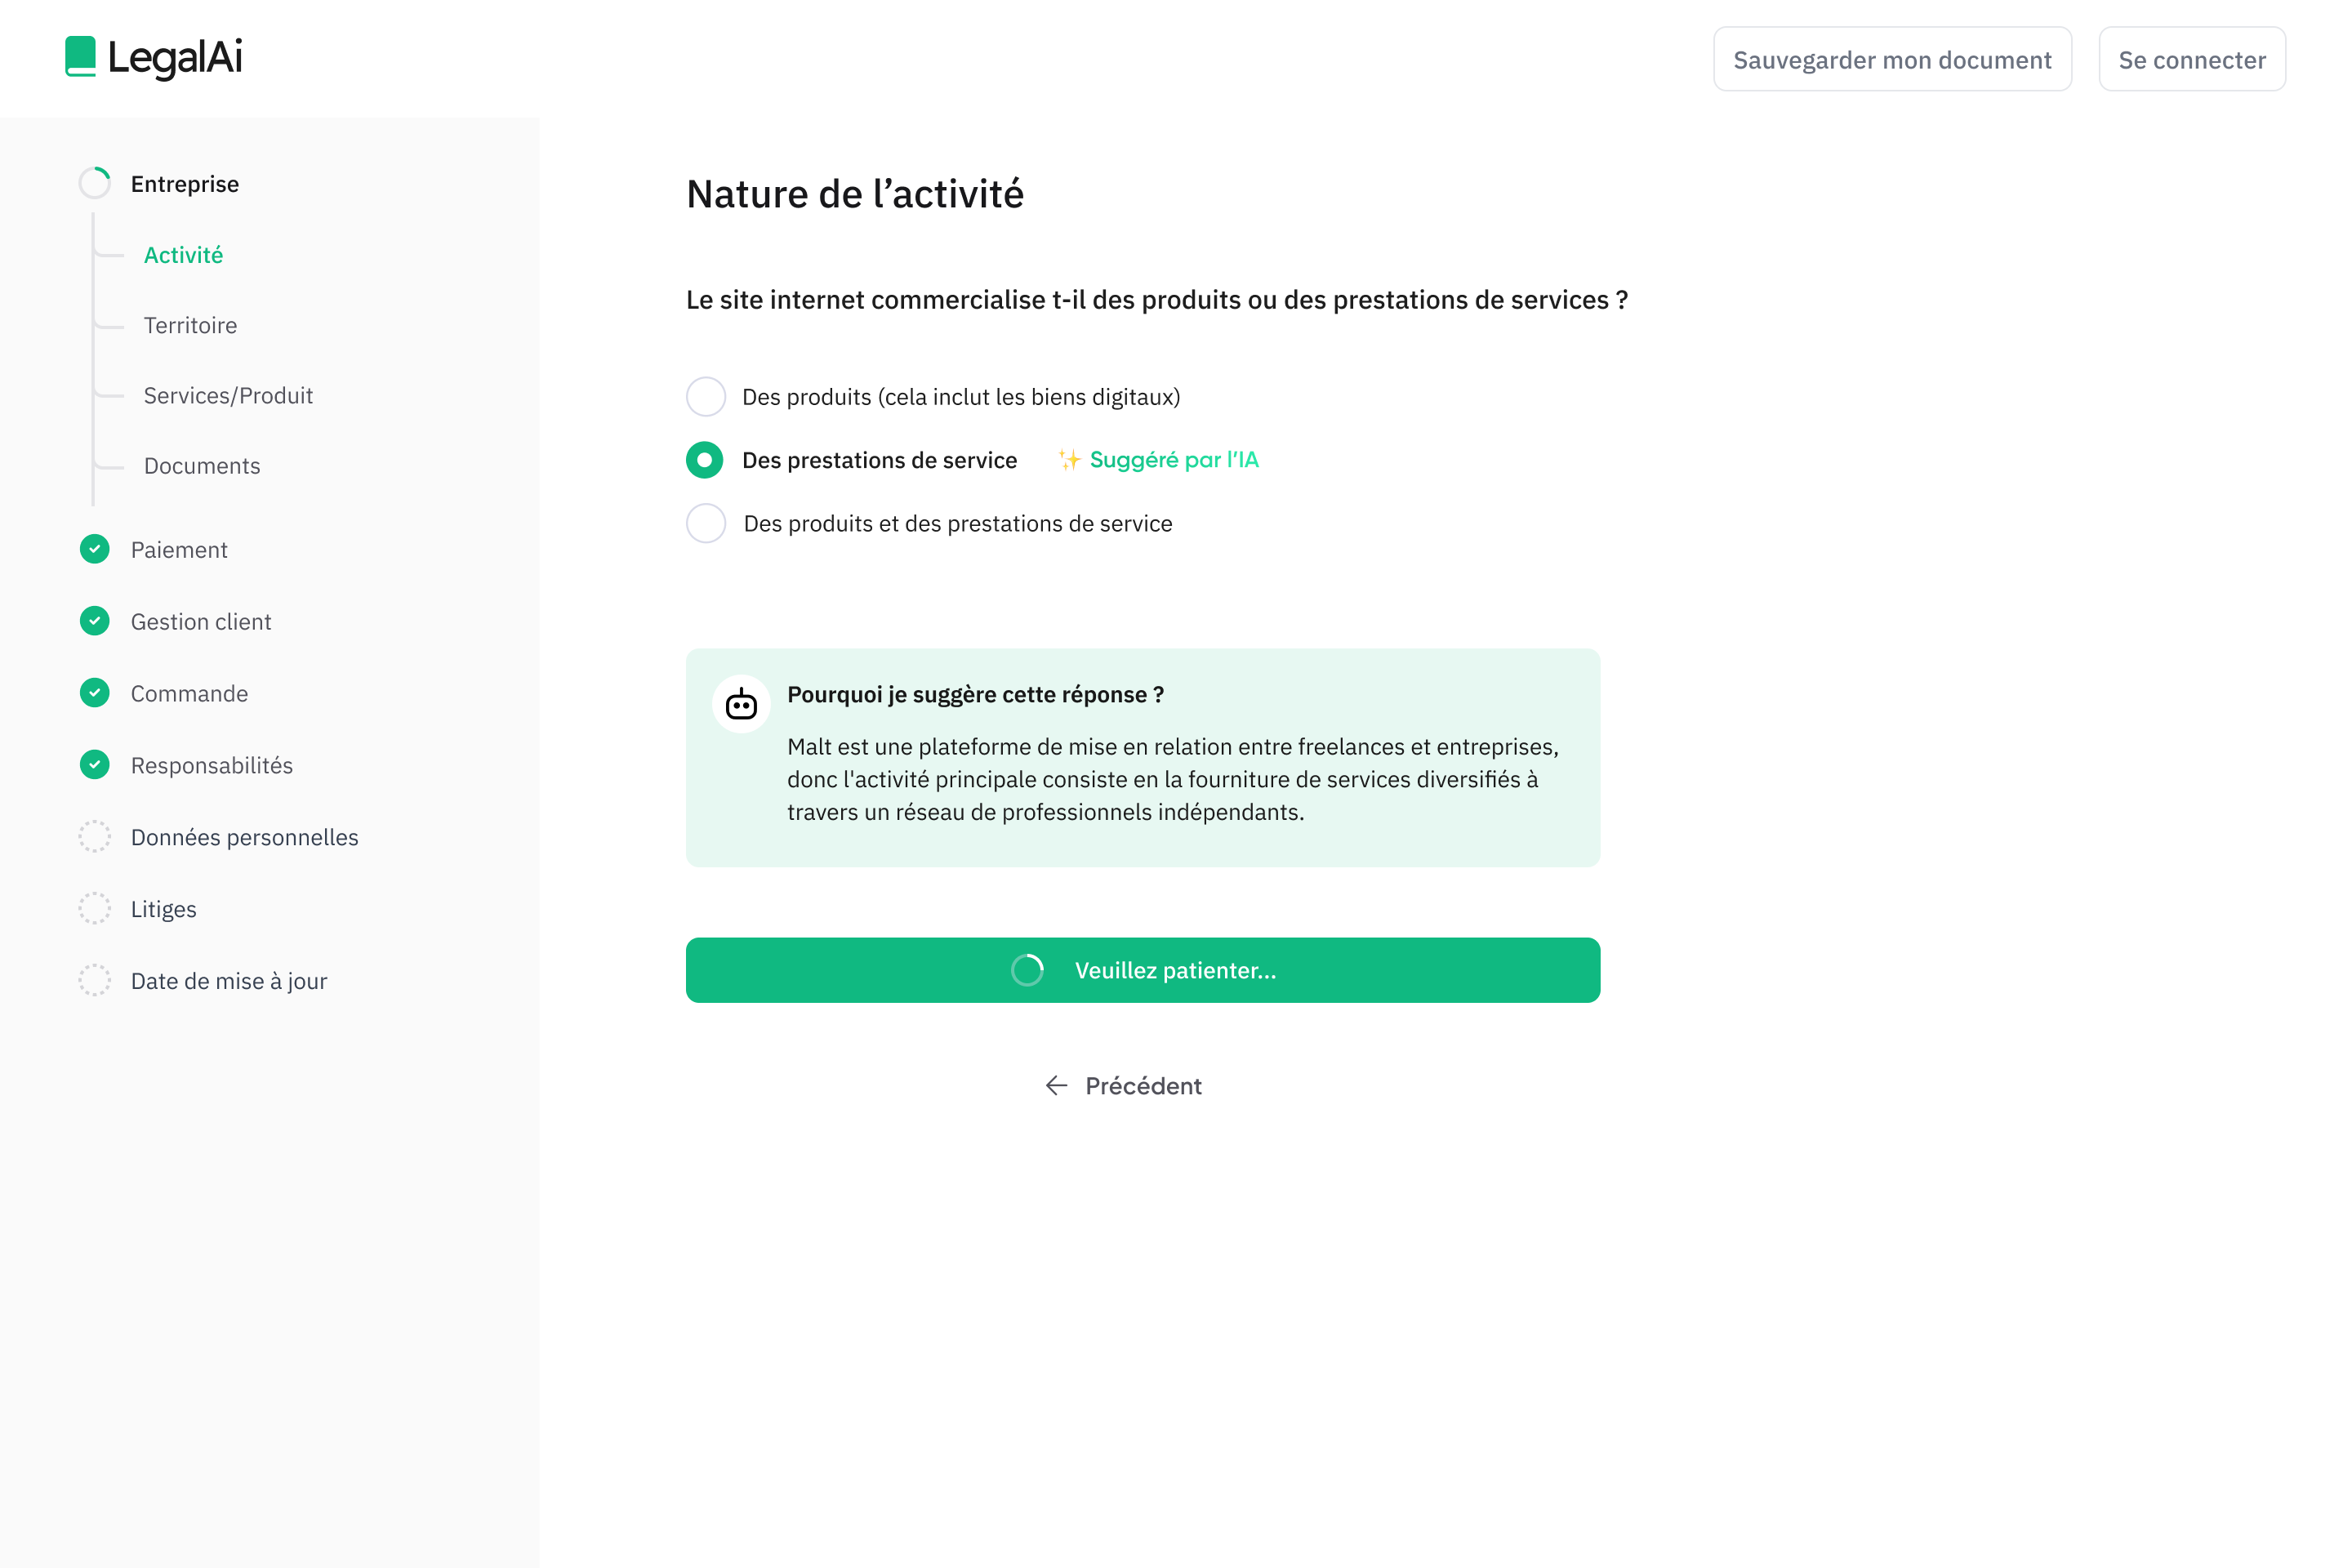 LegalAi
Sauvegarder mon document
Se connecter
Entreprise
Activité
Territoire
Services/Produit
Documents
Paiement
Gestion client
Commande
Responsabilités
Données personnelles
Litiges
Date de mise à jour
Nature de l’activité
Le site internet commercialise t-il des produits ou des prestations de services ?
Des produits (cela inclut les biens digitaux)
Des prestations de service
✨ Suggéré par l’IA
Des produits et des prestations de service
Pourquoi je suggère cette réponse ?
Malt est une plateforme de mise en relation entre freelances et entreprises,
donc l'activité principale consiste en la fourniture de services diversifiés à
travers un réseau de professionnels indépendants.
Veuillez patienter...
Précédent